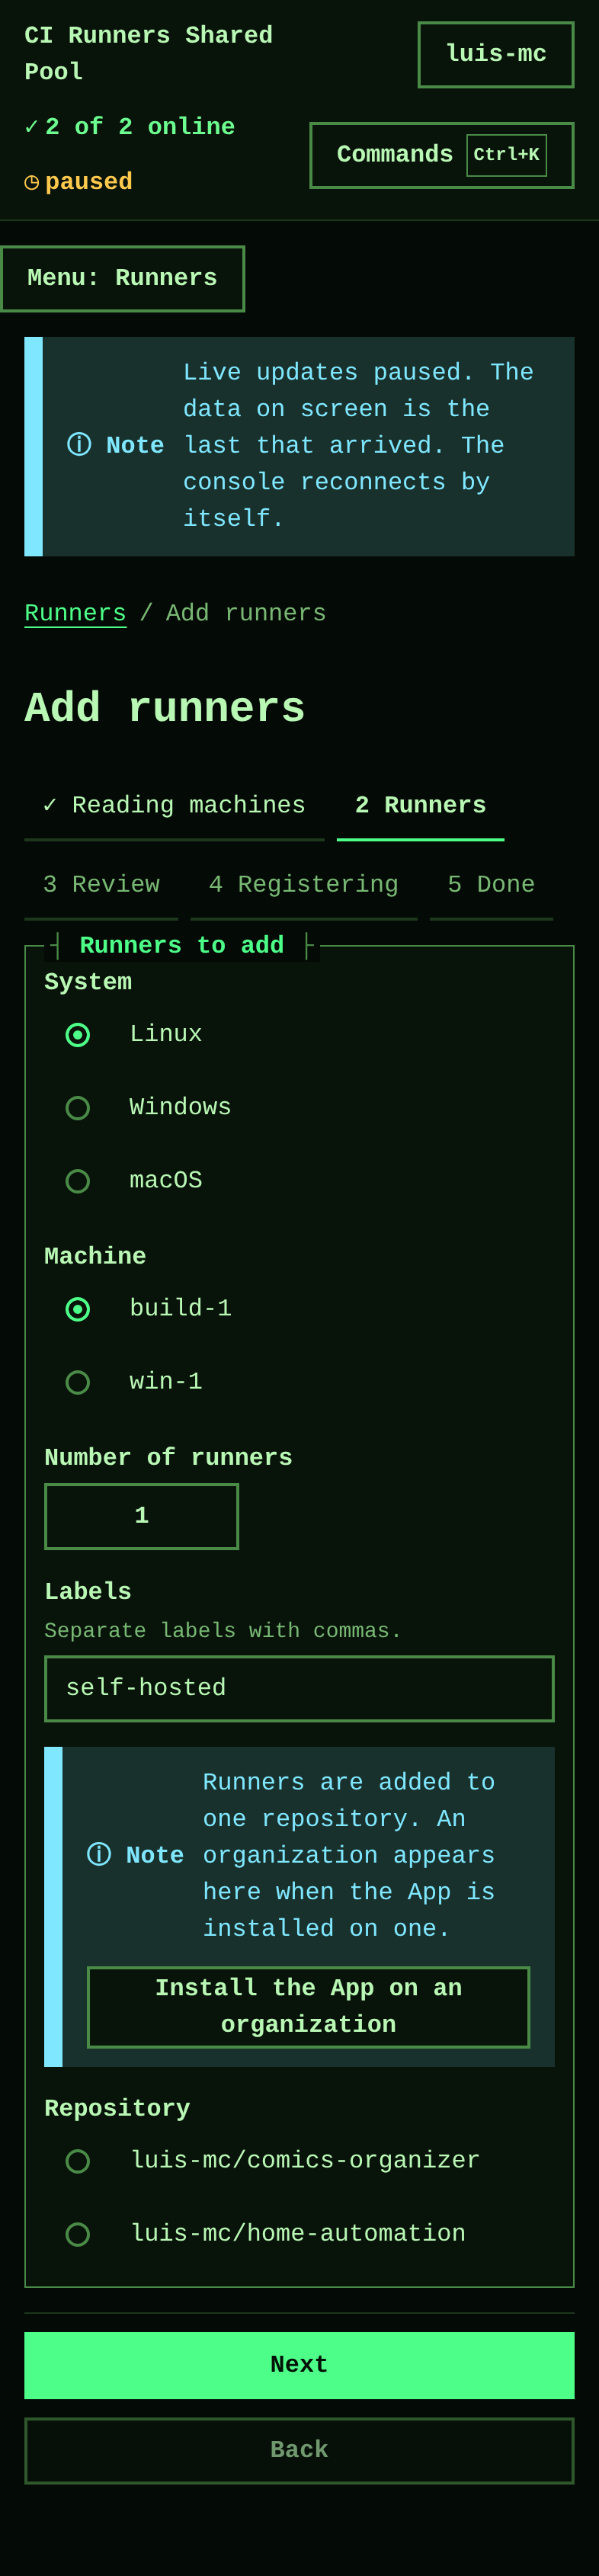 CI Runners Shared
Pool
luis-mc
✓ 2 of 2 online
◷ paused
Commands Ctrl+K
Menu: Runners
ⓘ Note
Live updates paused. The
data on screen is the
last that arrived. The
console reconnects by
itself.
Runners / Add runners
Add runners
✓ Reading machines
2 Runners
3 Review
4 Registering
5 Done
┤ Runners to add ├
System
Linux
Windows
macOS
Machine
build-1
win-1
Number of runners
1
Labels
Separate labels with commas.
self-hosted
ⓘ Note
Runners are added to
one repository. An
organization appears
here when the App is
installed on one.
Install the App on an
organization
Repository
luis-mc/comics-organizer
luis-mc/home-automation
Next
Back